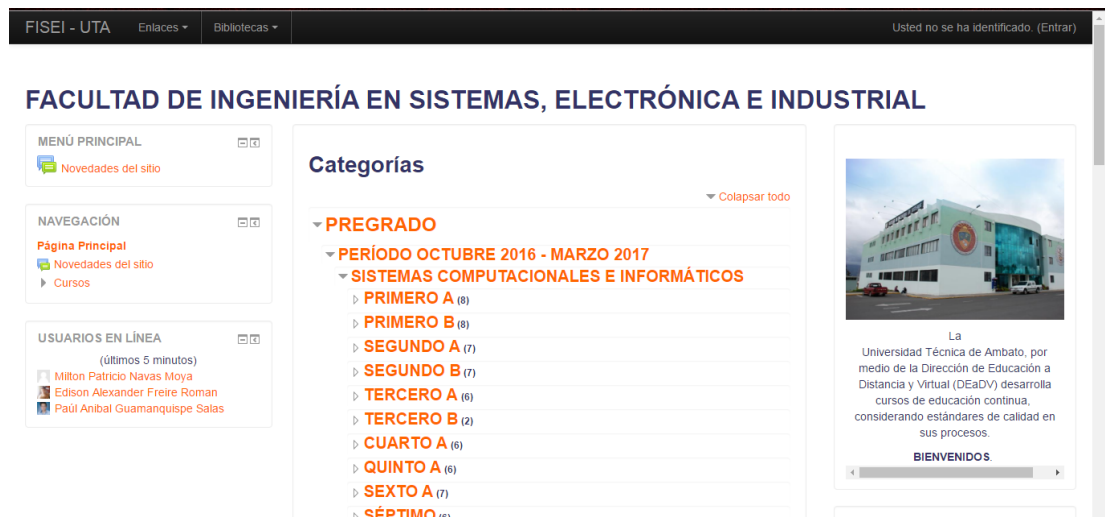 FISEI - UTA Enlaces Bibliotecas Usted no se ha identificado. (Entrar)
FACULTAD DE INGENIERÍA EN SISTEMAS, ELECTRÓNICA E INDUSTRIAL
MENÚ PRINCIPAL
Novedades del sitio
NAVEGACIÓN
Página Principal
Novedades del sitio
Cursos
USUARIOS EN LÍNEA
(últimos 5 minutos)
Milton Patricio Navas Moya
Edison Alexander Freire Roman
Paúl Anibal Guamanquispe Salas
Categorías
Colapsar todo
PREGRADO
PERÍODO OCTUBRE 2016 - MARZO 2017
SISTEMAS COMPUTACIONALES E INFORMÁTICOS
PRIMERO A (8)
PRIMERO B (8)
SEGUNDO A (7)
SEGUNDO B (7)
TERCERO A (6)
TERCERO B (2)
CUARTO A (6)
QUINTO A (6)
SEXTO A (7)
SÉPTIMO (6)
La
Universidad Técnica de Ambato, por
medio de la Dirección de Educación a
Distancia y Virtual (DEaDV) desarrolla
cursos de educación continua,
considerando estándares de calidad en
sus procesos.
BIENVENIDOS.